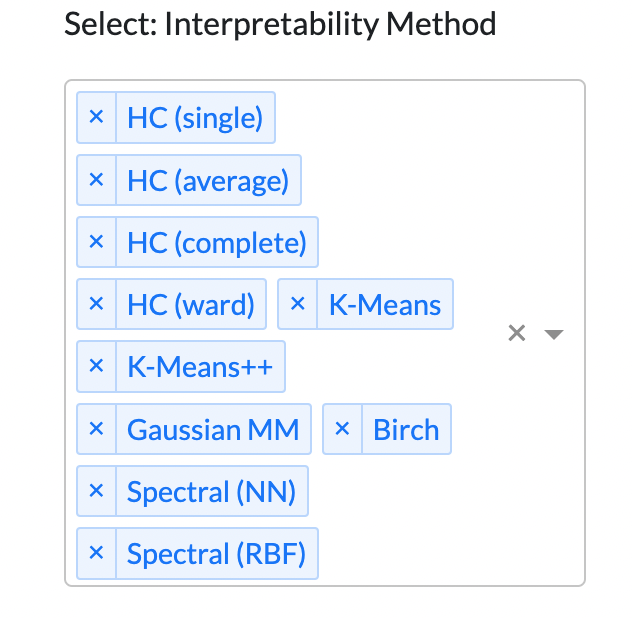 Select: Interpretability Method
× HC (single)
× HC (average)
× HC (complete)
× HC (ward) × K-Means
× K-Means++
× Gaussian MM × Birch
× Spectral (NN)
× Spectral (RBF)